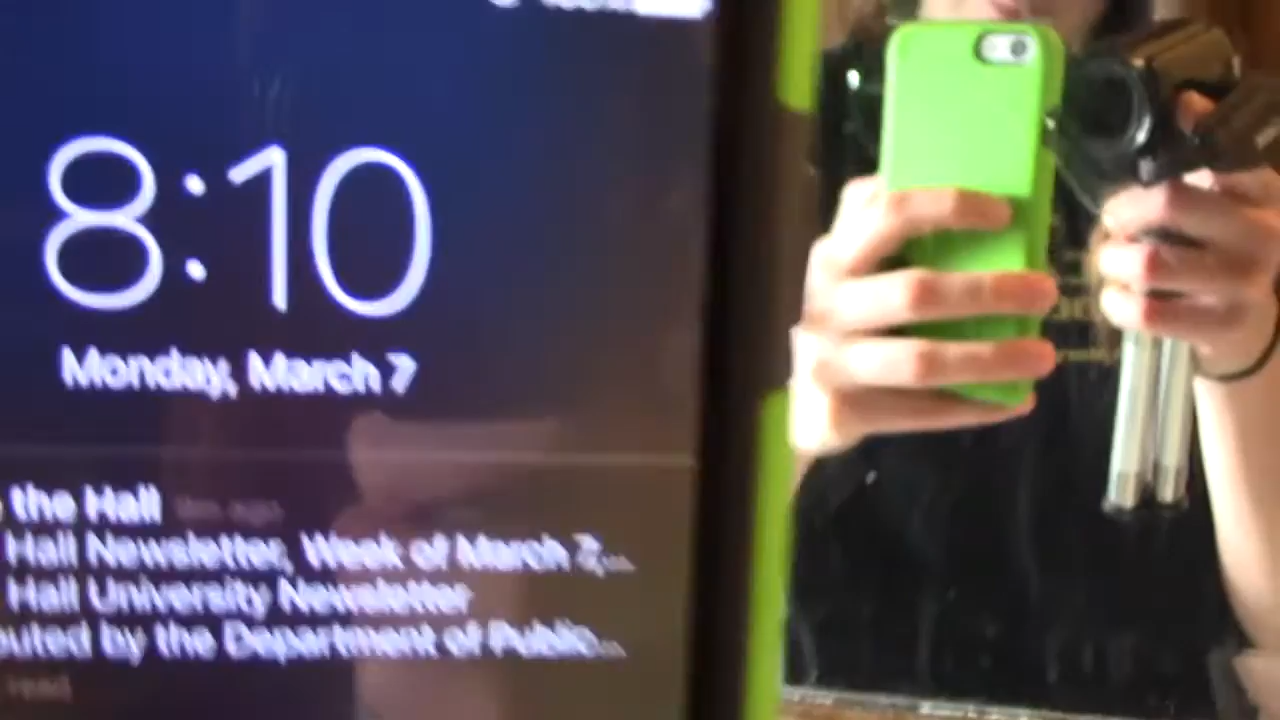 8:10
Monday, March 7
the Hall
Hall Newsletter, Week of March 7,...
Hall University Newsletter
by the Department of Public...
read